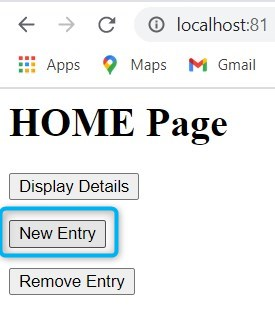 localhost:81
Apps Maps Gmail
HOME Page
Display Details
New Entry
Remove Entry